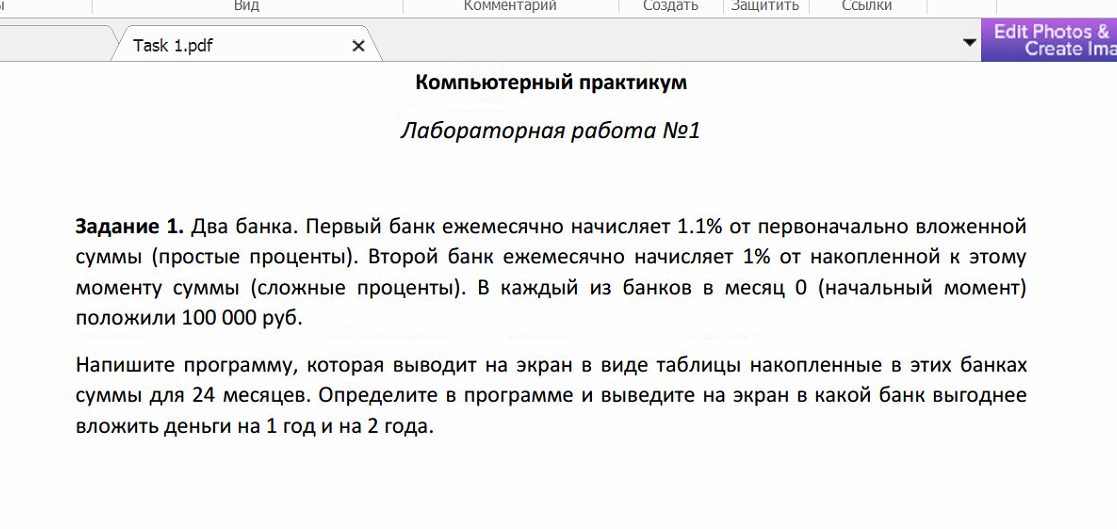 Вид Комментарий Создать Защитить Ссылки
Task 1.pdf
Edit Photos &
Create Ima
Компьютерный практикум
Лабораторная работа №1
Задание 1. Два банка. Первый банк ежемесячно начисляет 1.1% от первоначально вложенной
суммы (простые проценты). Второй банк ежемесячно начисляет 1% от накопленной к этому
моменту суммы (сложные проценты). В каждый из банков в месяц 0 (начальный момент)
положили 100 000 руб.
Напишите программу, которая выводит на экран в виде таблицы накопленные в этих банках
суммы для 24 месяцев. Определите в программе и выведите на экран в какой банк выгоднее
вложить деньги на 1 год и на 2 года.